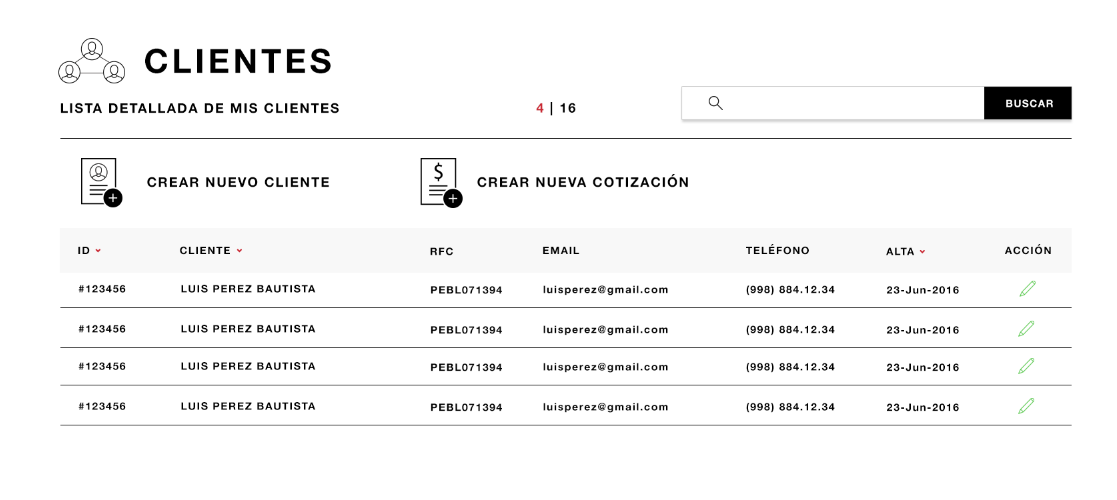 CLIENTES
LISTA DETALLADA DE MIS CLIENTES 4 | 16 BUSCAR
$
CREAR NUEVO CLIENTE CREAR NUEVA COTIZACIÓN
ID CLIENTE RFC EMAIL TELÉFONO ALTA ACCIÓN
#123456 LUIS PEREZ BAUTISTA PEBL071394 luisperez@gmail.com (998) 884.12.34 23-Jun-2016
#123456 LUIS PEREZ BAUTISTA PEBL071394 luisperez@gmail.com (998) 884.12.34 23-Jun-2016
#123456 LUIS PEREZ BAUTISTA PEBL071394 luisperez@gmail.com (998) 884.12.34 23-Jun-2016
#123456 LUIS PEREZ BAUTISTA PEBL071394 luisperez@gmail.com (998) 884.12.34 23-Jun-2016